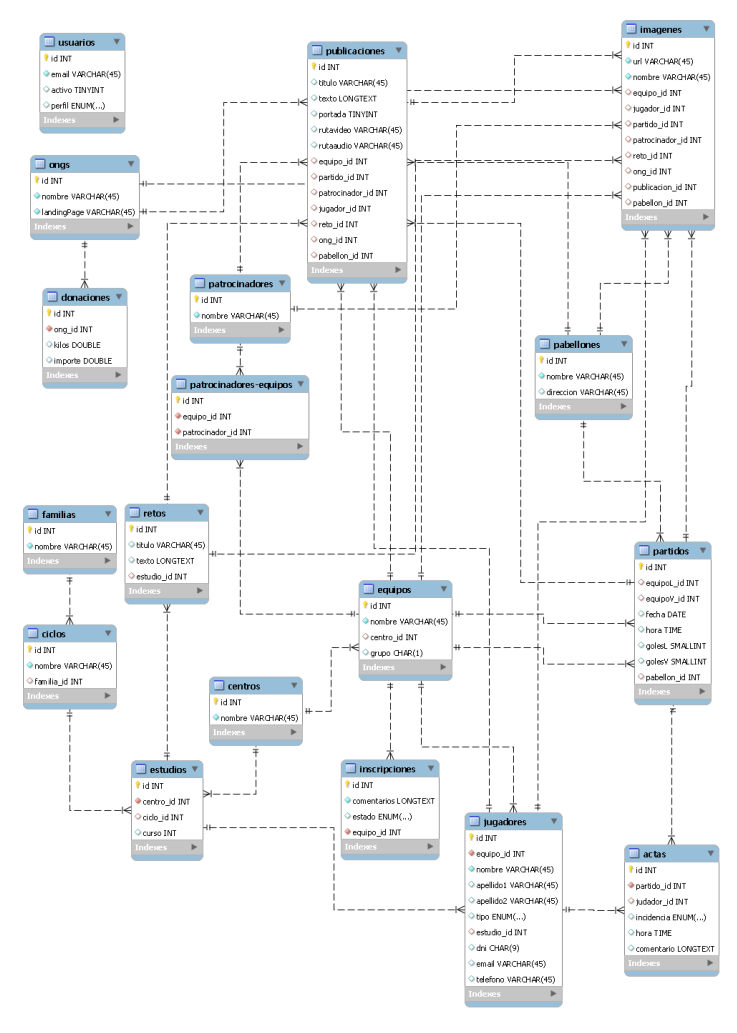 usuarios
id INT
email VARCHAR(45)
activo TINYINT
perfil ENUM(...)
Indexes
publicaciones
id INT
titulo VARCHAR(45)
texto LONGTEXT
portada TINYINT
rutavideo VARCHAR(45)
rutaaudio VARCHAR(45)
equipo_id INT
partido_id INT
patrocinador_id INT
jugador_id INT
reto_id INT
ong_id INT
pabellon_id INT
Indexes
imagenes
id INT
url VARCHAR(45)
nombre VARCHAR(45)
equipo_id INT
jugador_id INT
partido_id INT
patrocinador_id INT
reto_id INT
ong_id INT
publicacion_id INT
pabellon_id INT
Indexes
ongs
id INT
nombre VARCHAR(45)
landingPage VARCHAR(45)
Indexes
donaciones
id INT
ong_id INT
kilos DOUBLE
importe DOUBLE
Indexes
patrocinadores
id INT
nombre VARCHAR(45)
Indexes
patrocinadores-equipos
id INT
equipo_id INT
patrocinador_id INT
Indexes
pabellones
id INT
nombre VARCHAR(45)
direccion VARCHAR(45)
Indexes
familias
id INT
nombre VARCHAR(45)
Indexes
retos
id INT
titulo VARCHAR(45)
texto LONGTEXT
estudio_id INT
Indexes
equipos
id INT
nombre VARCHAR(45)
centro_id INT
grupo CHAR(1)
Indexes
partidos
id INT
equipoL_id INT
equipoV_id INT
fecha DATE
hora TIME
golesL SMALLINT
golesV SMALLINT
pabellon_id INT
Indexes
ciclos
id INT
nombre VARCHAR(45)
familia_id INT
Indexes
centros
id INT
nombre VARCHAR(45)
Indexes
estudios
id INT
centro_id INT
ciclo_id INT
curso INT
Indexes
inscripciones
id INT
comentarios LONGTEXT
estado ENUM(...)
equipo_id INT
Indexes
jugadores
id INT
equipo_id INT
nombre VARCHAR(45)
apellido1 VARCHAR(45)
apellido2 VARCHAR(45)
tipo ENUM(...)
estudio_id INT
dni CHAR(9)
email VARCHAR(45)
telefono VARCHAR(45)
Indexes
actas
id INT
partido_id INT
judador_id INT
incidencia ENUM(...)
hora TIME
comentario LONGTEXT
Indexes